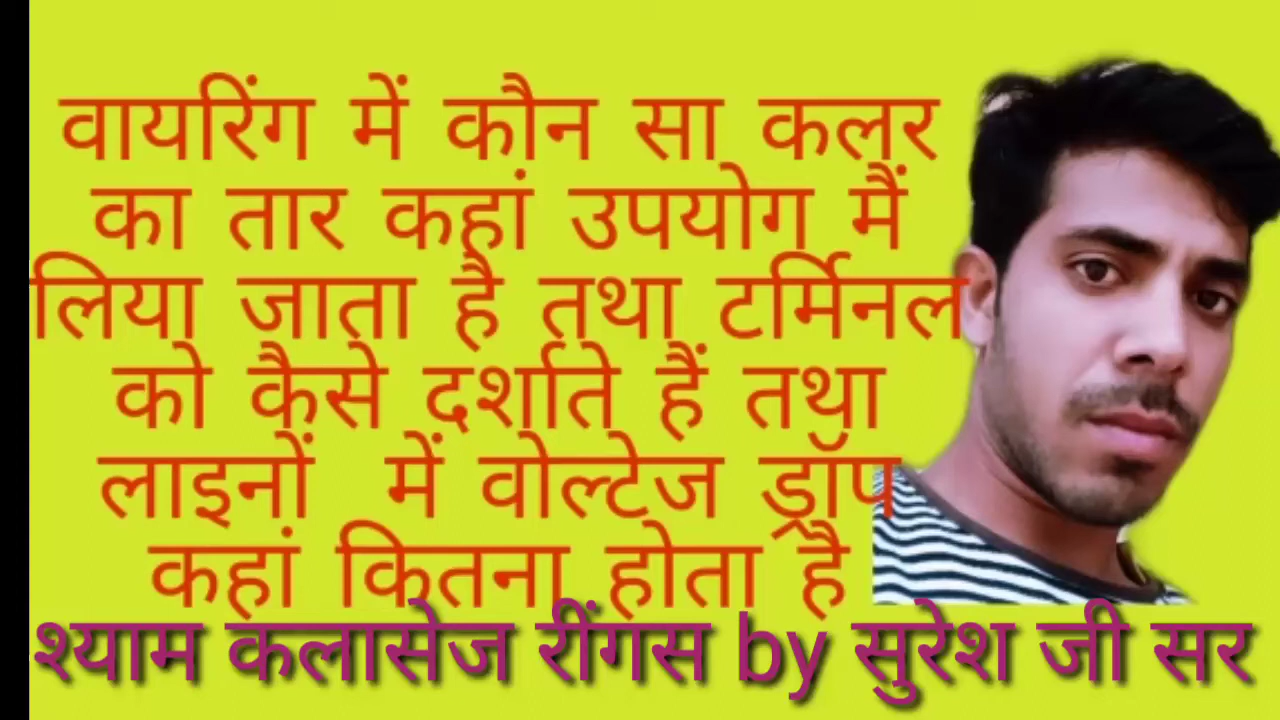 वायरिंग में कौन सा कलर
का तार कहां उपयोग मैं
लिया जाता है तथा टर्मिनल
को कैसे दर्शाते हैं तथा
लाइनों में वोल्टेज ड्रॉप
कहां कितना होता है
श्याम कलासेज रींगस by सुरेश जी सर